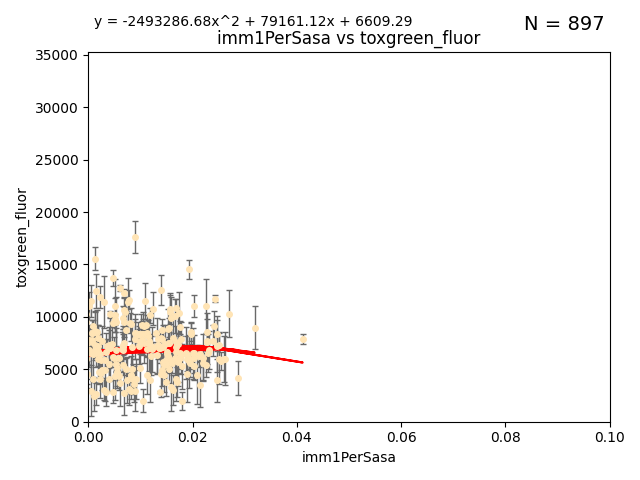 y = -2493286.68x^2 + 79161.12x + 6609.29
N = 897
imm1PerSasa vs toxgreen_fluor
35000
30000
25000
20000
15000
10000
5000
0
toxgreen_fluor
0.00 0.02 0.04 0.06 0.08 0.10
imm1PerSasa